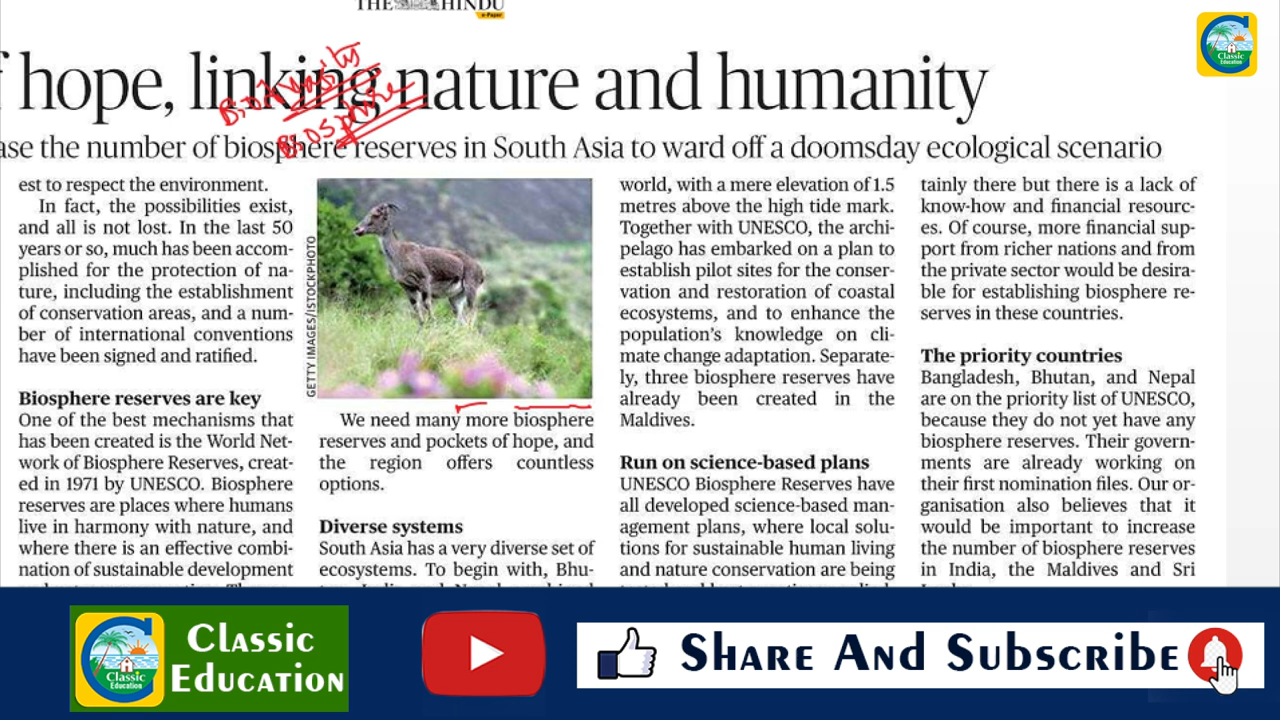 THE HINDU
e-Paper
Classic
Education
f hope, linking nature and humanity
Biodiversity
Biosphere
ase the number of biosphere reserves in South Asia to ward off a doomsday ecological scenario
est to respect the environment.
In fact, the possibilities exist,
and all is not lost. In the last 50
years or so, much has been accom-
plished for the protection of na-
ture, including the establishment
of conservation areas, and a num-
ber of international conventions
have been signed and ratified.
Biosphere reserves are key
One of the best mechanisms that
has been created is the World Net-
work of Biosphere Reserves, creat-
ed in 1971 by UNESCO. Biosphere
reserves are places where humans
live in harmony with nature, and
where there is an effective combi-
nation of sustainable development
GETTY IMAGES/ISTOCKPHOTO
We need many more biosphere
reserves and pockets of hope, and
the region offers countless
options.
Diverse systems
South Asia has a very diverse set of
ecosystems. To begin with, Bhu-
world, with a mere elevation of 1.5
metres above the high tide mark.
Together with UNESCO, the archi-
pelago has embarked on a plan to
establish pilot sites for the conser-
vation and restoration of coastal
ecosystems, and to enhance the
population's knowledge on cli-
mate change adaptation. Separate-
ly, three biosphere reserves have
already been created in the
Maldives.
Run on science-based plans
UNESCO Biosphere Reserves have
all developed science-based man-
agement plans, where local solu-
tions for sustainable human living
and nature conservation are being
tainly there but there is a lack of
know-how and financial resourc-
es. Of course, more financial sup-
port from richer nations and from
the private sector would be desira-
ble for establishing biosphere re-
serves in these countries.
The priority countries
Bangladesh, Bhutan, and Nepal
are on the priority list of UNESCO,
because they do not yet have any
biosphere reserves. Their govern-
ments are already working on
their first nomination files. Our or-
ganisation also believes that it
would be important to increase
the number of biosphere reserves
in India, the Maldives and Sri
Classic
Education
Classic
Education
Share And Subscribe